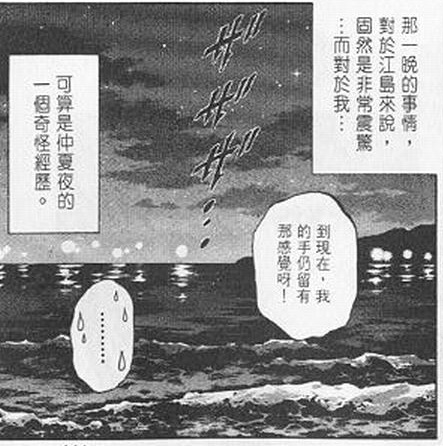 那一晚的事情，
對於江島來說，
固然是非常震驚
…而對於我…
可算是仲夏夜的
一個奇怪經歷。
ザザザ…
到現在，我
的手仍留有
那感覺呀！
………